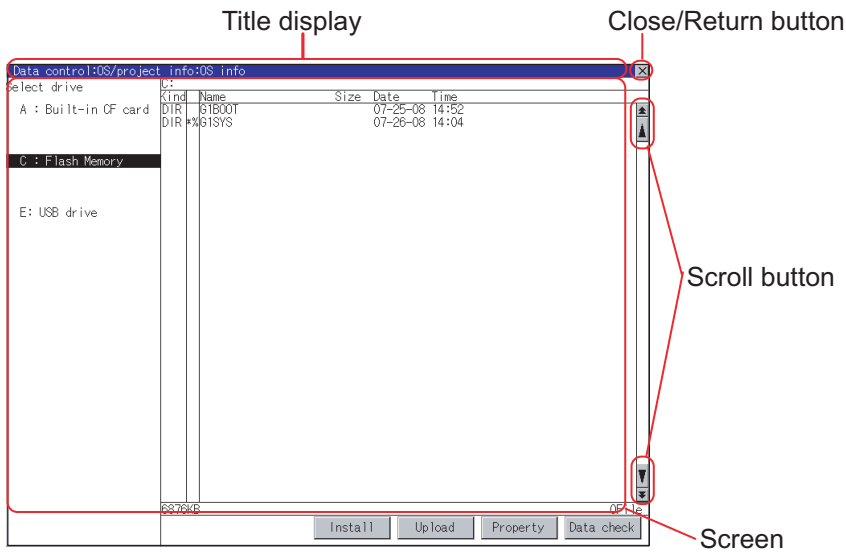 Title display
Close/Return button
Data control:OS/project info:OS info
Select drive
C:
Kind Name Size Date Time
A : Built-in CF card
DIR G1BOOT 07-25-08 14:52
DIR *%G1SYS 07-26-08 14:04
C : Flash Memory
E: USB drive
Scroll button
6876KB 0File
Install Upload Property Data check
Screen